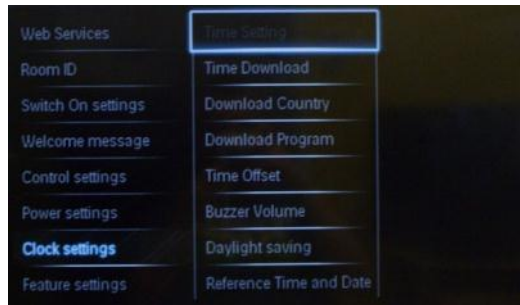 Web Services
Room ID
Switch On settings
Welcome message
Control settings
Power settings
Clock settings
Feature settings
Time Setting
Time Download
Download Country
Download Program
Time Offset
Buzzer Volume
Daylight saving
Reference Time and Date